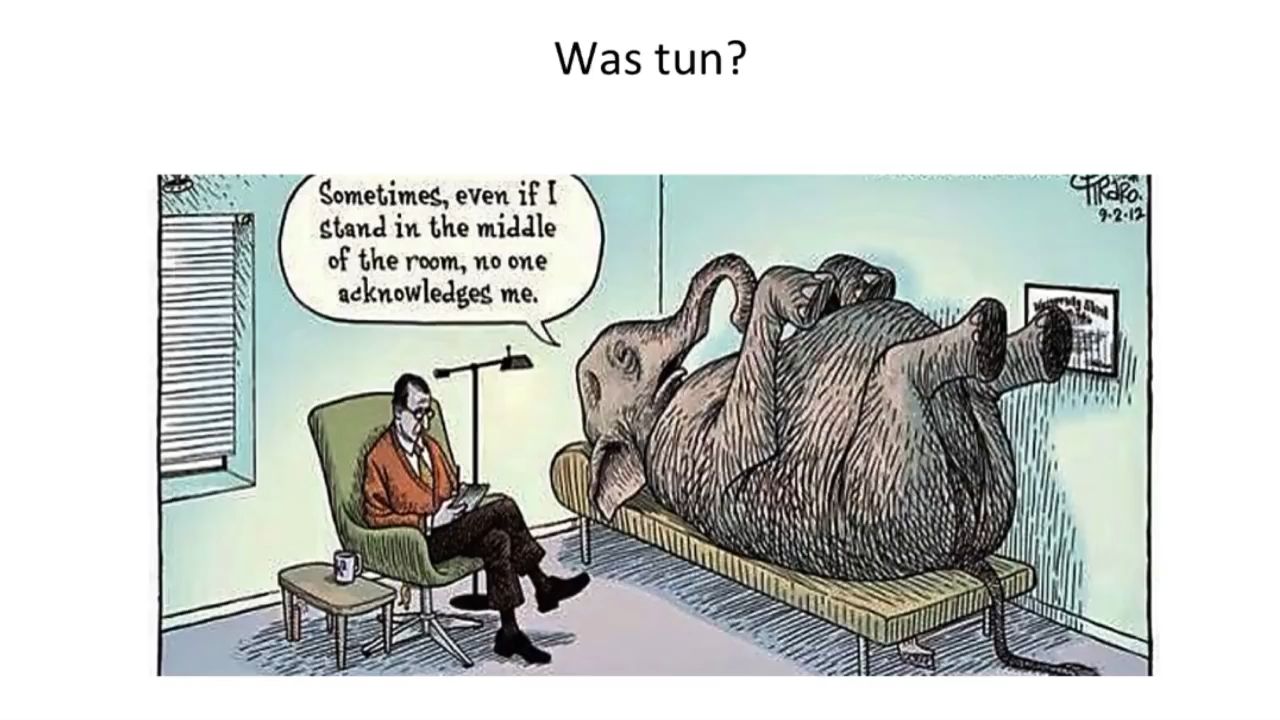 Was tun?
Sometimes, even if I
stand in the middle
of the room, no one
acknowledges me.
PIRARO.
9·2·12